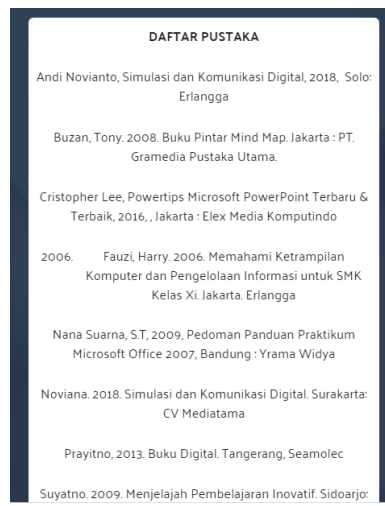 DAFTAR PUSTAKA
Andi Novianto, Simulasi dan Komunikasi Digital, 2018, Solo:
Erlangga
Buzan, Tony. 2008. Buku Pintar Mind Map. Jakarta : PT.
Gramedia Pustaka Utama.
Cristopher Lee, Powertips Microsoft PowerPoint Terbaru &
Terbaik, 2016, , Jakarta : Elex Media Komputindo
2006. Fauzi, Harry. 2006. Memahami Ketrampilan
Komputer dan Pengelolaan Informasi untuk SMK
Kelas Xi. Jakarta. Erlangga
Nana Suarna, S.T, 2009, Pedoman Panduan Praktikum
Microsoft Office 2007, Bandung : Yrama Widya
Noviana. 2018. Simulasi dan Komunikasi Digital. Surakarta:
CV Mediatama
Prayitno, 2013. Buku Digital. Tangerang, Seamolec
Suyatno. 2009. Menjelajah Pembelajaran Inovatif. Sidoarjo: